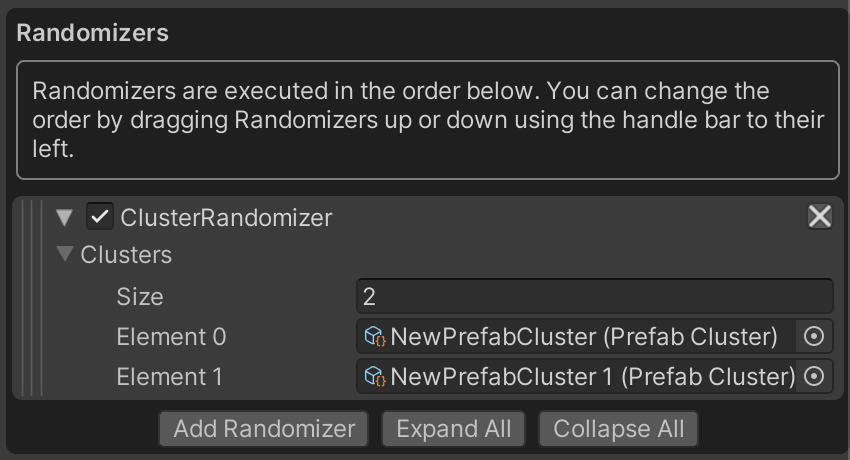 Randomizers
Randomizers are executed in the order below. You can change the
order by dragging Randomizers up or down using the handle bar to their
left.
ClusterRandomizer
Clusters
Size 2
Element 0 NewPrefabCluster (Prefab Cluster)
Element 1 NewPrefabCluster 1 (Prefab Cluster)
Add Randomizer Expand All Collapse All